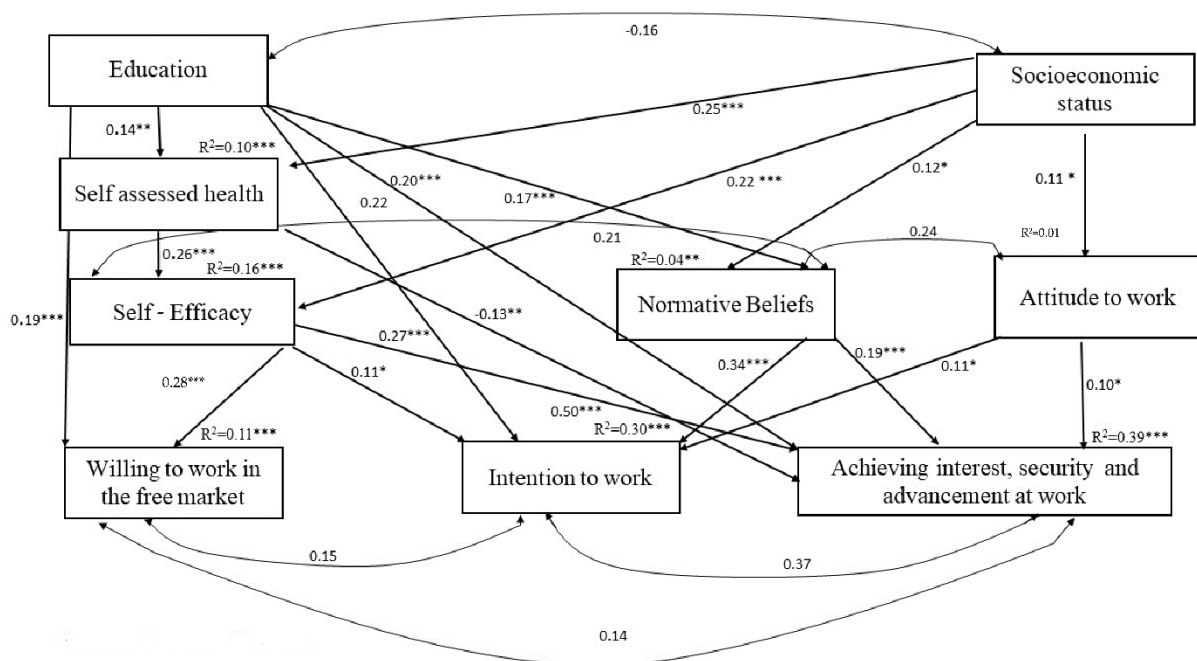 -0.16
Education
Socioeconomic
status
0.14**
R²=0.10***
0.25***
Self assessed health
0.20***
0.22
0.17***
0.22 ***
0.12*
0.11 *
R²=0.01
0.26***
R²=0.16***
0.21
0.24
R²=0.04**
Self - Efficacy
Normative Beliefs
Attitude to work
0.19***
0.27***
-0.13**
0.28***
0.11*
0.34***
0.19***
0.11*
0.10*
0.50***
R²=0.11***
R²=0.30***
R²=0.39***
Willing to work in
the free market
Intention to work
Achieving interest, security and
advancement at work
0.15
0.37
0.14